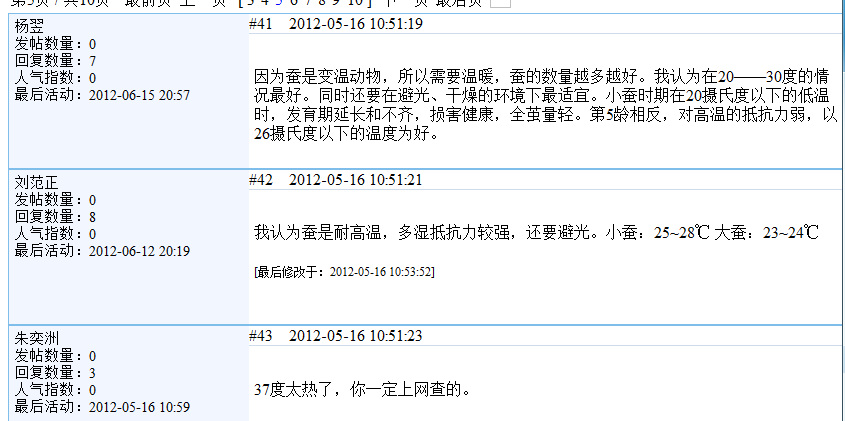 第5页 / 共10页 最前页 上一页 [ 3 4 5 6 7 8 9 10 ] 下一页 最后页
杨翌
发帖数量：0
回复数量：7
人气指数：0
最后活动：2012-06-15 20:57
#41 2012-05-16 10:51:19
因为蚕是变温动物，所以需要温暖，蚕的数量越多越好。我认为在20——30度的情
况最好。同时还要在避光、干燥的环境下最适宜。小蚕时期在20摄氏度以下的低温
时，发育期延长和不齐，损害健康，全茧量轻。第5龄相反，对高温的抵抗力弱，以
26摄氏度以下的温度为好。
刘范正
发帖数量：0
回复数量：8
人气指数：0
最后活动：2012-06-12 20:19
#42 2012-05-16 10:51:21
我认为蚕是耐高温，多湿抵抗力较强，还要避光。小蚕：25~28℃ 大蚕：23~24℃
[最后修改于：2012-05-16 10:53:52]
朱奕洲
发帖数量：0
回复数量：3
人气指数：0
最后活动：2012-05-16 10:59
#43 2012-05-16 10:51:23
37度太热了，你一定上网查的。